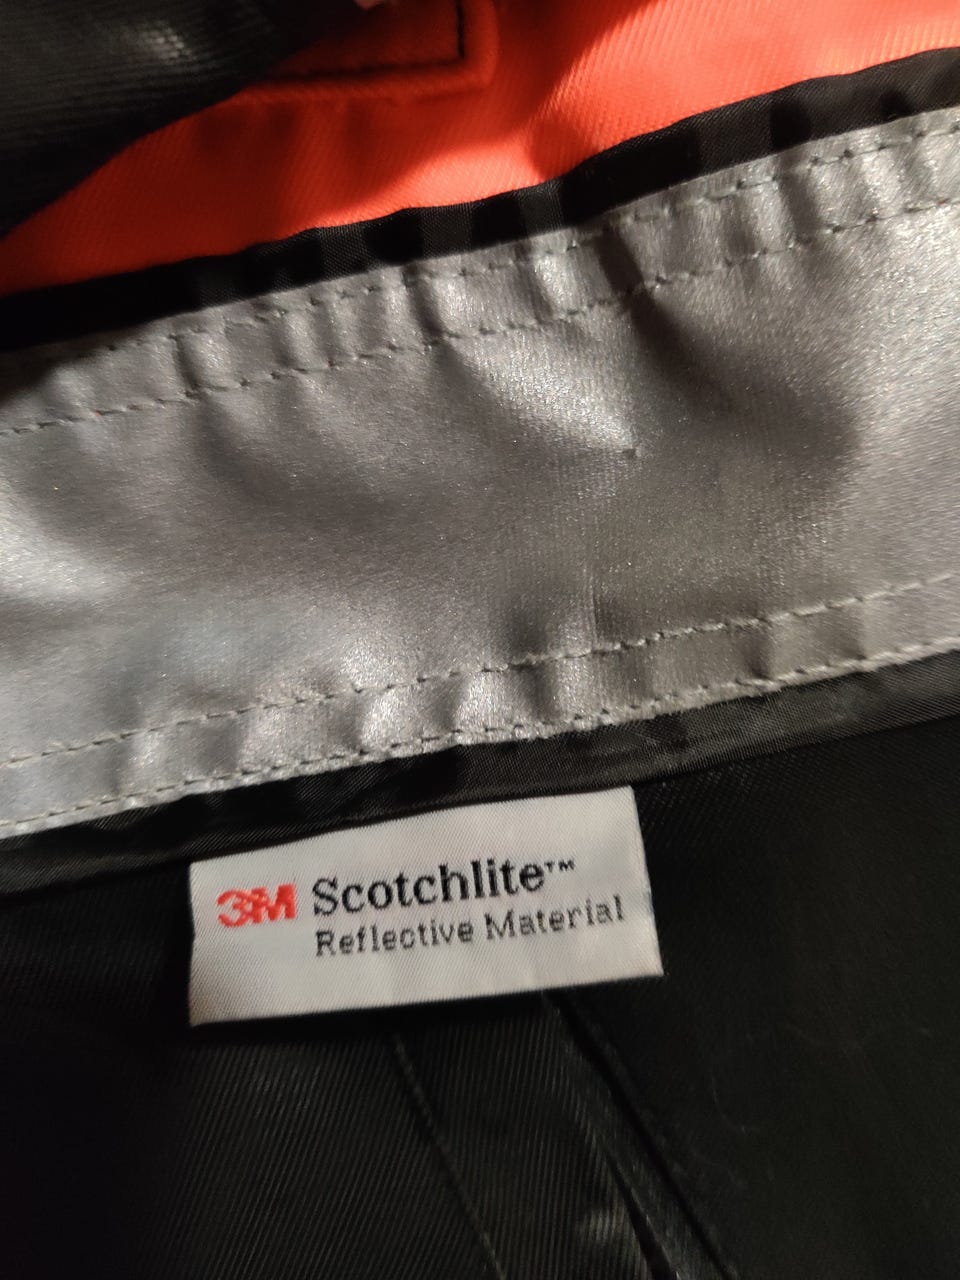 3M Scotchlite™
Reflective Material